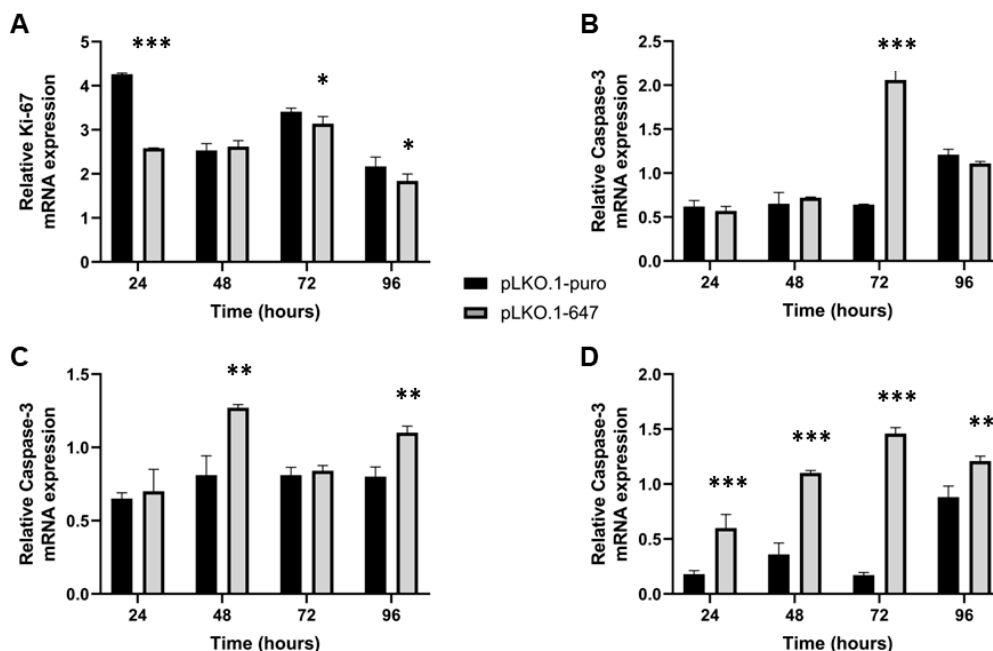 A
Relative Ki-67
mRNA expression
5
4
3
2
1
0
***
*
*
24
48
72
96
Time (hours)
B
Relative Caspase-3
mRNA expression
2.5
2.0
1.5
1.0
0.5
0.0
***
24
48
72
96
Time (hours)
pLKO.1-puro
pLKO.1-647
C
Relative Caspase-3
mRNA expression
1.5
1.0
0.5
0.0
**
**
24
48
72
96
Time (hours)
D
Relative Caspase-3
mRNA expression
2.0
1.5
1.0
0.5
0.0
***
***
***
**
24
48
72
96
Time (hours)